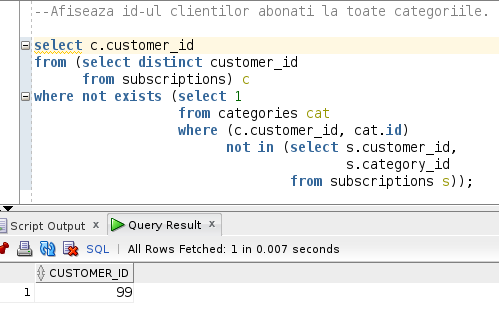 --Afiseaza id-ul clientilor abonati la toate categoriile.
select c.customer_id
from (select distinct customer_id
from subscriptions) c
where not exists (select 1
from categories cat
where (c.customer_id, cat.id)
not in (select s.customer_id,
s.category_id
from subscriptions s));
Script Output x Query Result x
SQL | All Rows Fetched: 1 in 0.007 seconds
CUSTOMER_ID
1 99